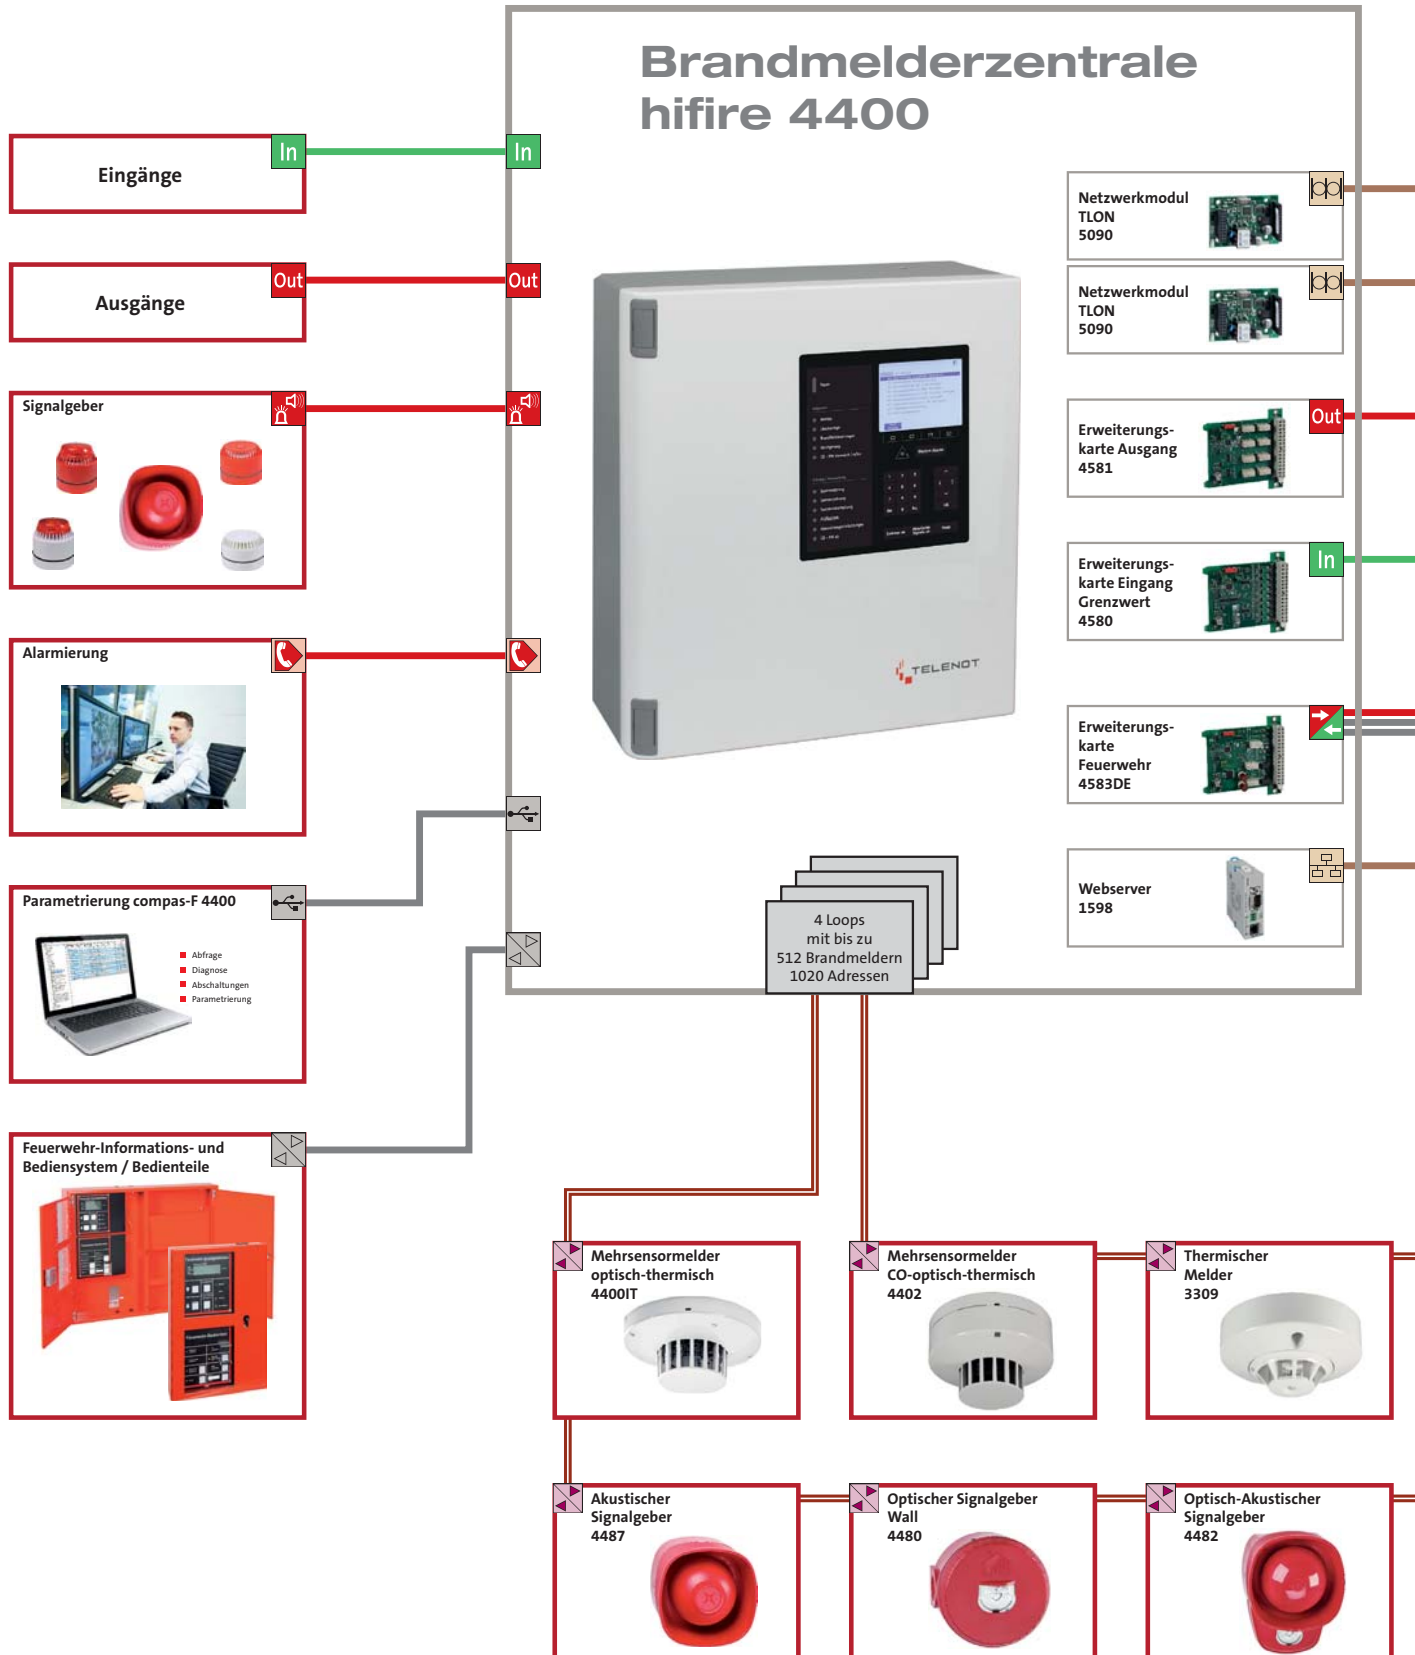 Brandmelderzentrale
hifire 4400
In
In
Eingänge
Out
Out
Ausgänge
Signalgeber
Alarmierung
Parametrierung compas-F 4400
Abfrage
Diagnose
Abschaltungen
Parametrierung
Feuerwehr-Informations- und
Bediensystem / Bedienteile
TELENOT
Netzwerkmodul
TLON
5090
Netzwerkmodul
TLON
5090
Out
Erweiterungs-
karte Ausgang
4581
In
Erweiterungs-
karte Eingang
Grenzwert
4580
Erweiterungs-
karte
Feuerwehr
4583DE
Webserver
1598
4 Loops
mit bis zu
512 Brandmeldern
1020 Adressen
Mehrsensormelder
optisch-thermisch
4400IT
Mehrsensormelder
CO-optisch-thermisch
4402
Thermischer
Melder
3309
Akustischer
Signalgeber
4487
Optischer Signalgeber
Wall
4480
Optisch-Akustischer
Signalgeber
4482